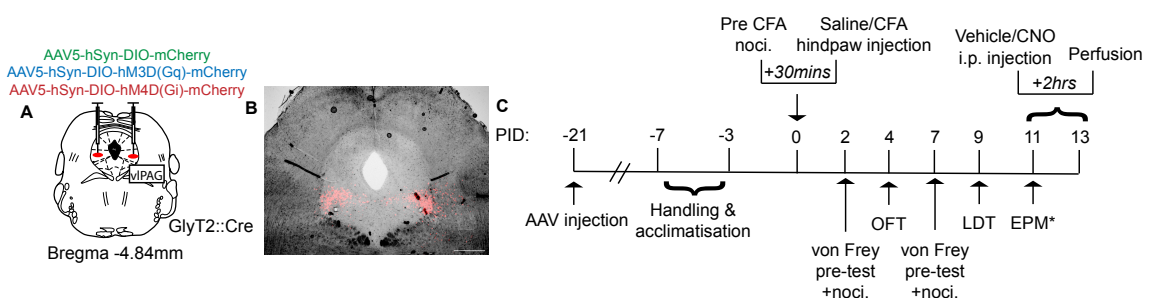 AAV5-hSyn-DIO-mCherry
AAV5-hSyn-DIO-hM3D(Gq)-mCherry
AAV5-hSyn-DIO-hM4D(Gi)-mCherry
A
vlPAG
GlyT2::Cre
Bregma -4.84mm
B
C
Pre CFA
noci.
Saline/CFA
hindpaw injection
+30mins
Vehicle/CNO
i.p. injection
Perfusion
+2hrs
PID:
-21 -7 -3 0 2 4 7 9 11 13
AAV injection
Handling &
acclimatisation
von Frey
pre-test
+noci.
OFT
von Frey
pre-test
+noci.
LDT
EPM*